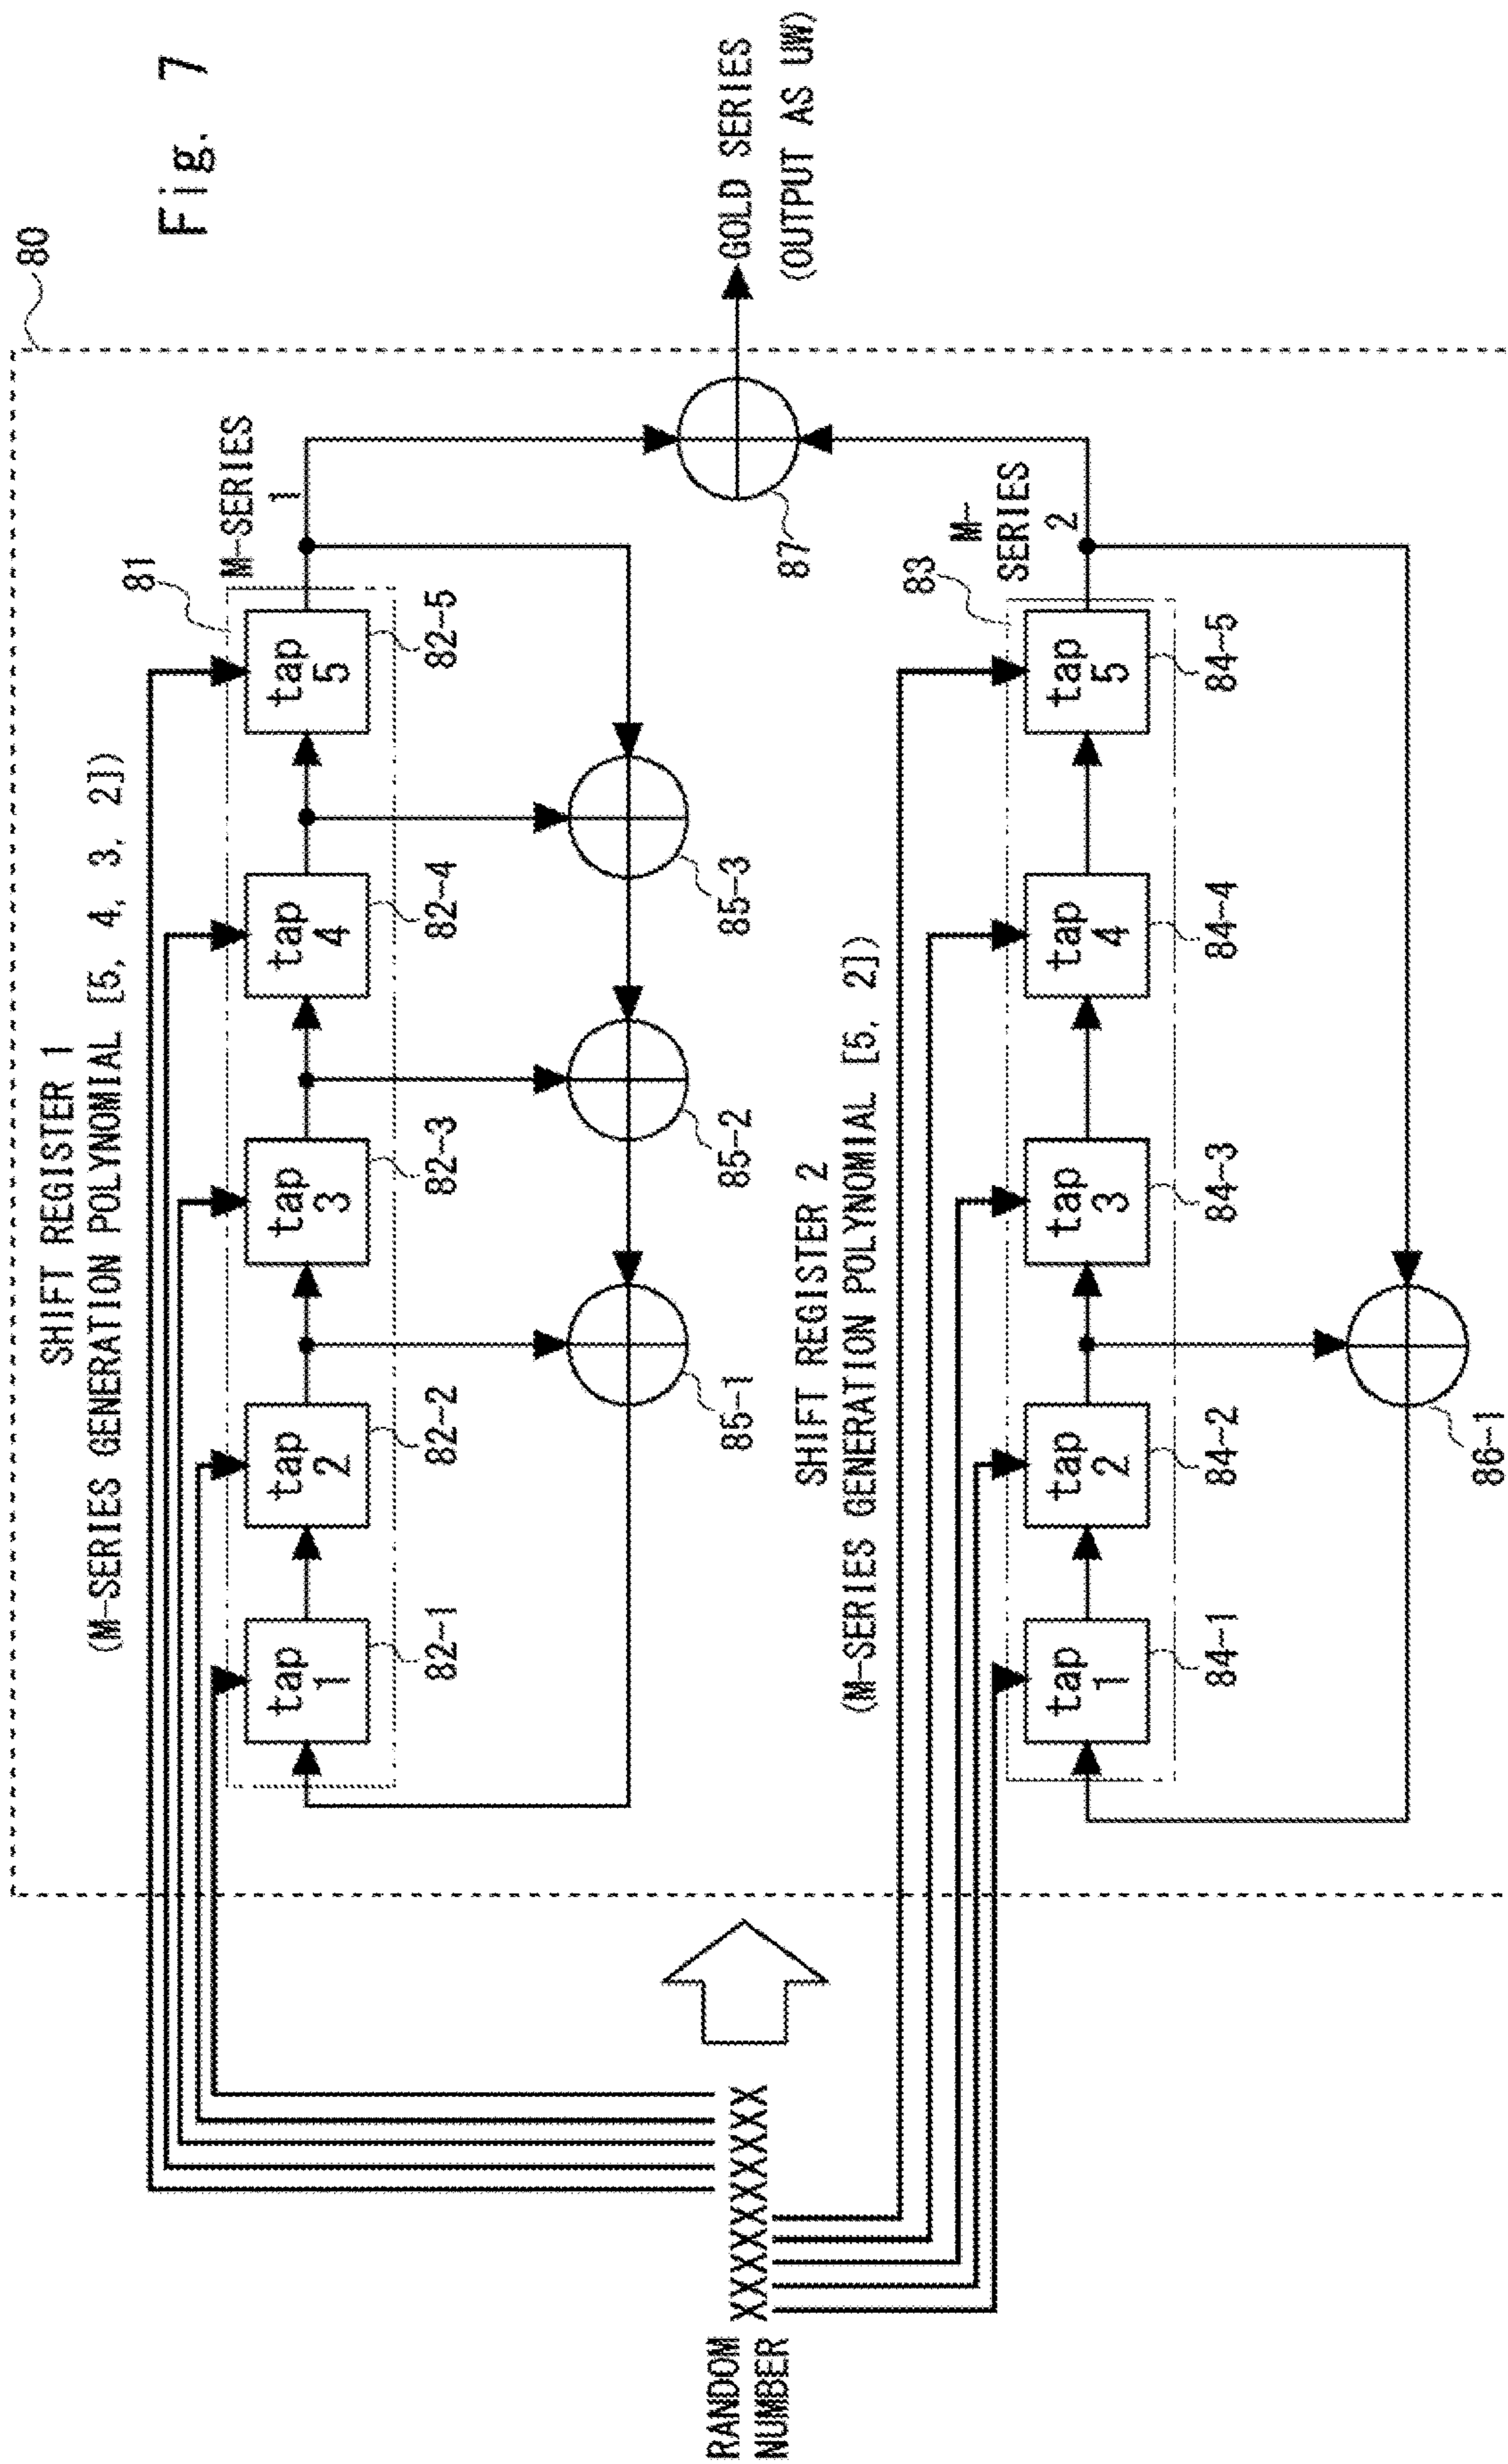 Fig. 7
80
SHIFT REGISTER 1
(M-SERIES GENERATION POLYNOMIAL [5, 4, 3, 2])
81
M-SERIES
1
tap
1
tap
2
tap
3
tap
4
tap
5
82-1
82-2
82-3
82-4
82-5
85-1
85-2
85-3
RANDOM
NUMBER
XXXXXXXXXX
87
GOLD SERIES
(OUTPUT AS UW)
SHIFT REGISTER 2
(M-SERIES GENERATION POLYNOMIAL [5, 2])
83
M-
SERIES
2
tap
1
tap
2
tap
3
tap
4
tap
5
84-1
84-2
84-3
84-4
84-5
86-1